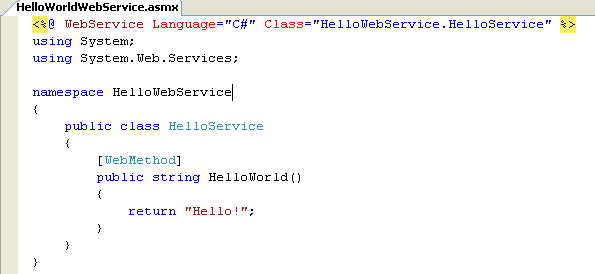 HelloWorldWebService.asmx
<%@ WebService Language="C#" Class="HelloWebService.HelloService" %>
using System;
using System.Web.Services;
namespace HelloWebService
{
    public class HelloService
    {
        [WebMethod]
        public string HelloWorld()
        {
            return "Hello!";
        }
    }
}